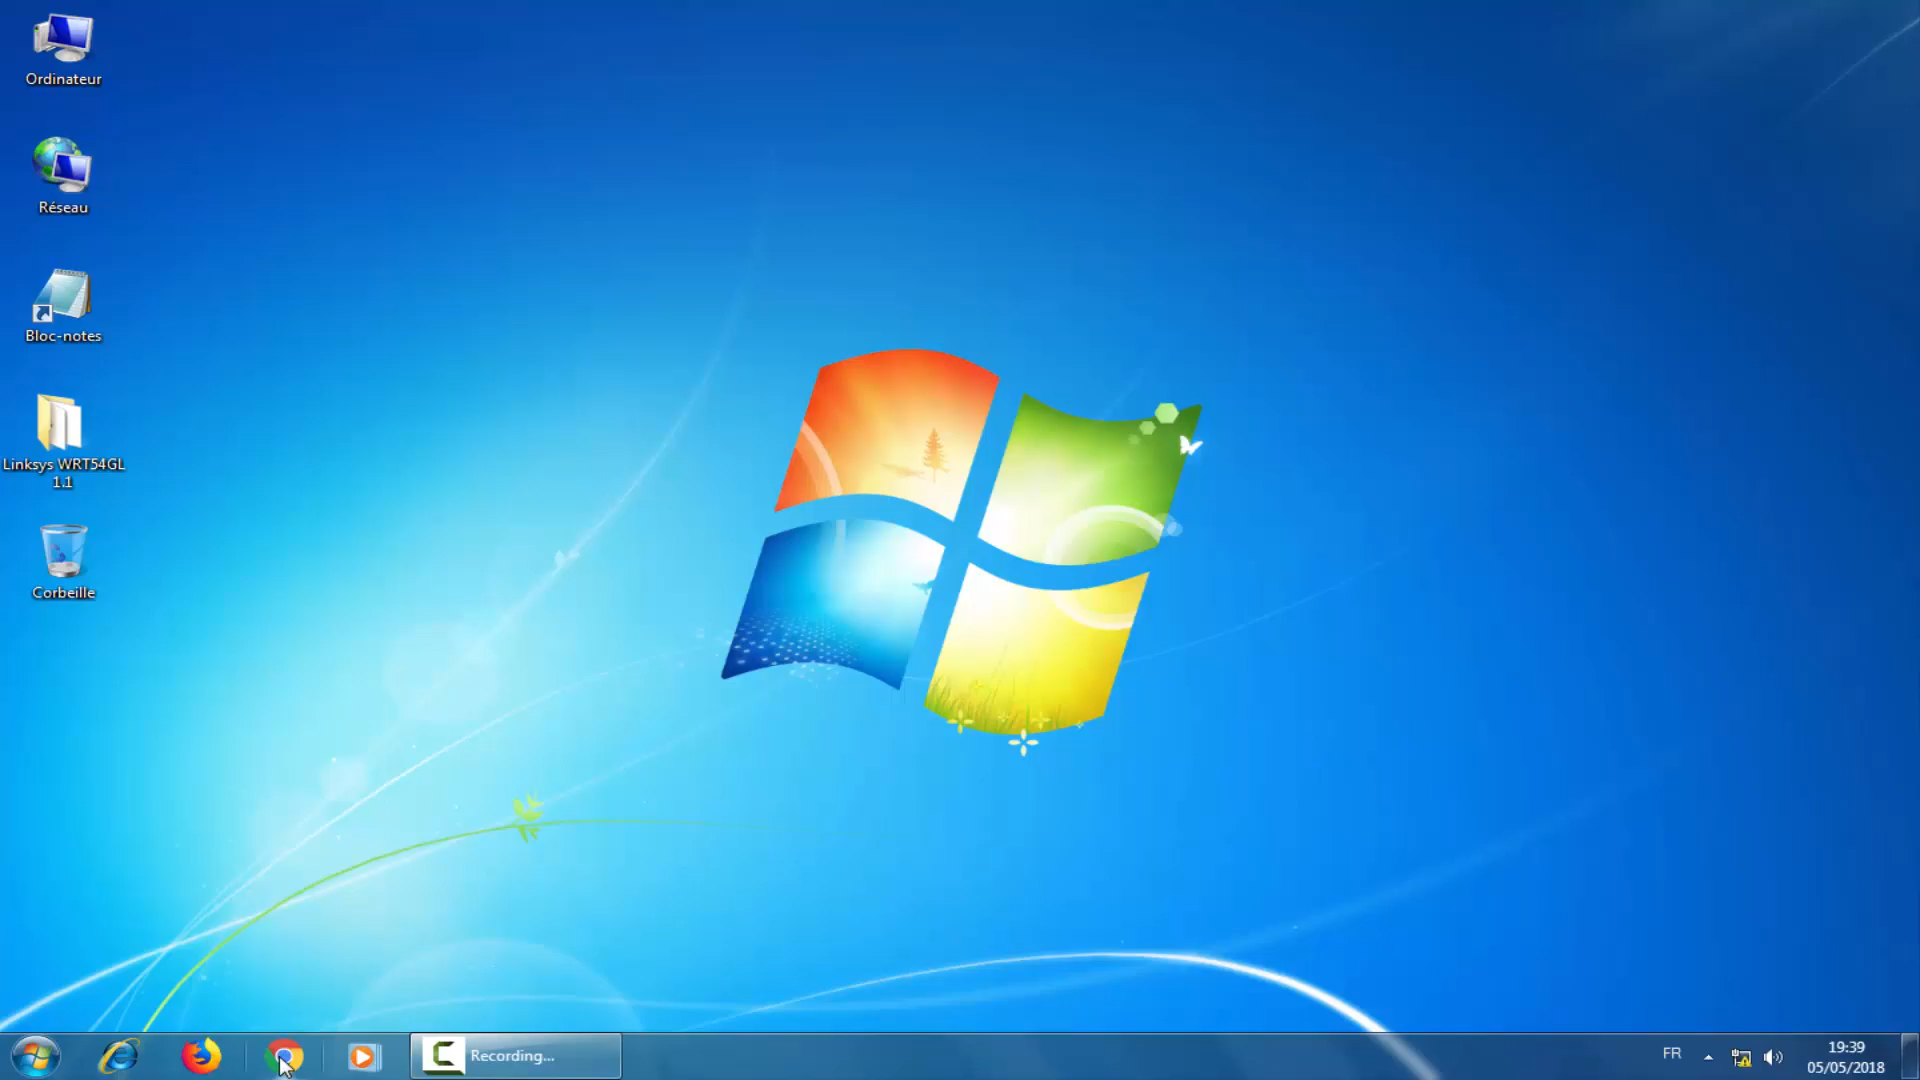 Ordinateur
Réseau
Bloc-notes
Linksys WRT54GL
1.1
Corbeille
Recording...
FR
19:39
05/05/2018